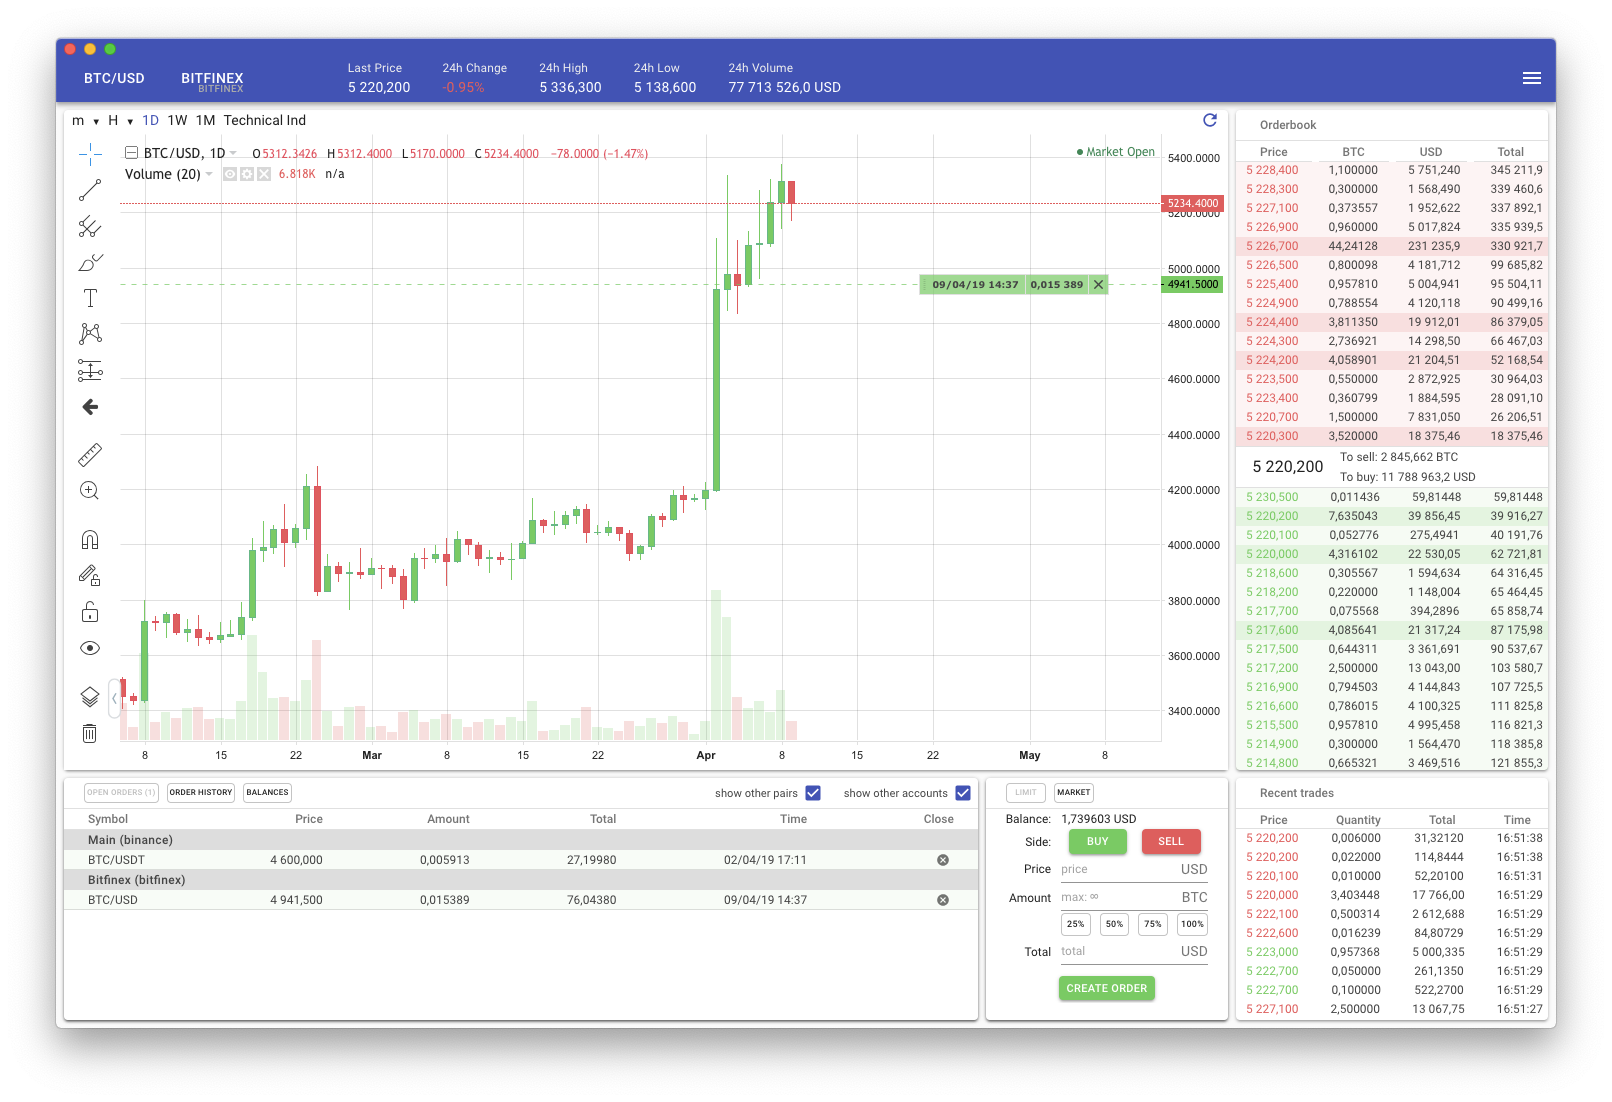 BTC/USD
BITFINEX
BITFINEX
Last Price
5 220,200
24h Change
-0.95%
24h High
5 336,300
24h Low
5 138,600
24h Volume
77 713 526,0 USD
m ▾ H ▾ 1D 1W 1M Technical Ind
BTC/USD, 1D O5312.3426 H5312.4000 L5170.0000 C5234.4000 −78.0000 (−1.47%)
Market Open
Volume (20) 6.818K n/a
5400.0000
5234.4000
5200.0000
5000.0000
09/04/19 14:37 0,015 389
4941.5000
4800.0000
4600.0000
4400.0000
4200.0000
4000.0000
3800.0000
3600.0000
3400.0000
8 15 22 Mar 8 15 22 Apr 8 15 22 May 8
Orderbook
Price BTC USD Total
5 228,400 1,100000 5 751,240 345 211,9
5 228,300 0,300000 1 568,490 339 460,6
5 227,100 0,373557 1 952,622 337 892,1
5 226,900 0,960000 5 017,824 335 939,5
5 226,700 44,24128 231 235,9 330 921,7
5 226,500 0,800098 4 181,712 99 685,82
5 225,400 0,957810 5 004,941 95 504,11
5 224,900 0,788554 4 120,118 90 499,16
5 224,400 3,811350 19 912,01 86 379,05
5 224,300 2,736921 14 298,50 66 467,03
5 224,200 4,058901 21 204,51 52 168,54
5 223,500 0,550000 2 872,925 30 964,03
5 223,400 0,360799 1 884,595 28 091,10
5 220,700 1,500000 7 831,050 26 206,51
5 220,300 3,520000 18 375,46 18 375,46
5 220,200
To sell: 2 845,662 BTC
To buy: 11 788 963,2 USD
5 230,500 0,011436 59,81448 59,81448
5 220,200 7,635043 39 856,45 39 916,27
5 220,100 0,052776 275,4941 40 191,76
5 220,000 4,316102 22 530,05 62 721,81
5 218,600 0,305567 1 594,634 64 316,45
5 218,200 0,220000 1 148,004 65 464,45
5 217,700 0,075568 394,2896 65 858,74
5 217,600 4,085641 21 317,24 87 175,98
5 217,500 0,644311 3 361,691 90 537,67
5 217,200 2,500000 13 043,00 103 580,7
5 216,900 0,794503 4 144,843 107 725,5
5 216,600 0,786015 4 100,325 111 825,8
5 215,500 0,957810 4 995,458 116 821,3
5 214,900 0,300000 1 564,470 118 385,8
5 214,800 0,665321 3 469,516 121 855,3
OPEN ORDERS (1) ORDER HISTORY BALANCES
show other pairs show other accounts
Symbol Price Amount Total Time Close
Main (binance)
BTC/USDT 4 600,000 0,005913 27,19980 02/04/19 17:11
Bitfinex (bitfinex)
BTC/USD 4 941,500 0,015389 76,04380 09/04/19 14:37
LIMIT MARKET
Balance: 1,739603 USD
Side: BUY SELL
Price price USD
Amount max: ∞ BTC
25% 50% 75% 100%
Total total USD
CREATE ORDER
Recent trades
Price Quantity Total Time
5 220,200 0,006000 31,32120 16:51:38
5 220,200 0,022000 114,8444 16:51:38
5 220,100 0,010000 52,20100 16:51:31
5 220,000 3,403448 17 766,00 16:51:29
5 222,100 0,500314 2 612,688 16:51:29
5 222,600 0,016239 84,80729 16:51:29
5 223,000 0,957368 5 000,335 16:51:29
5 222,700 0,050000 261,1350 16:51:29
5 222,700 0,100000 522,2700 16:51:29
5 227,100 2,500000 13 067,75 16:51:27